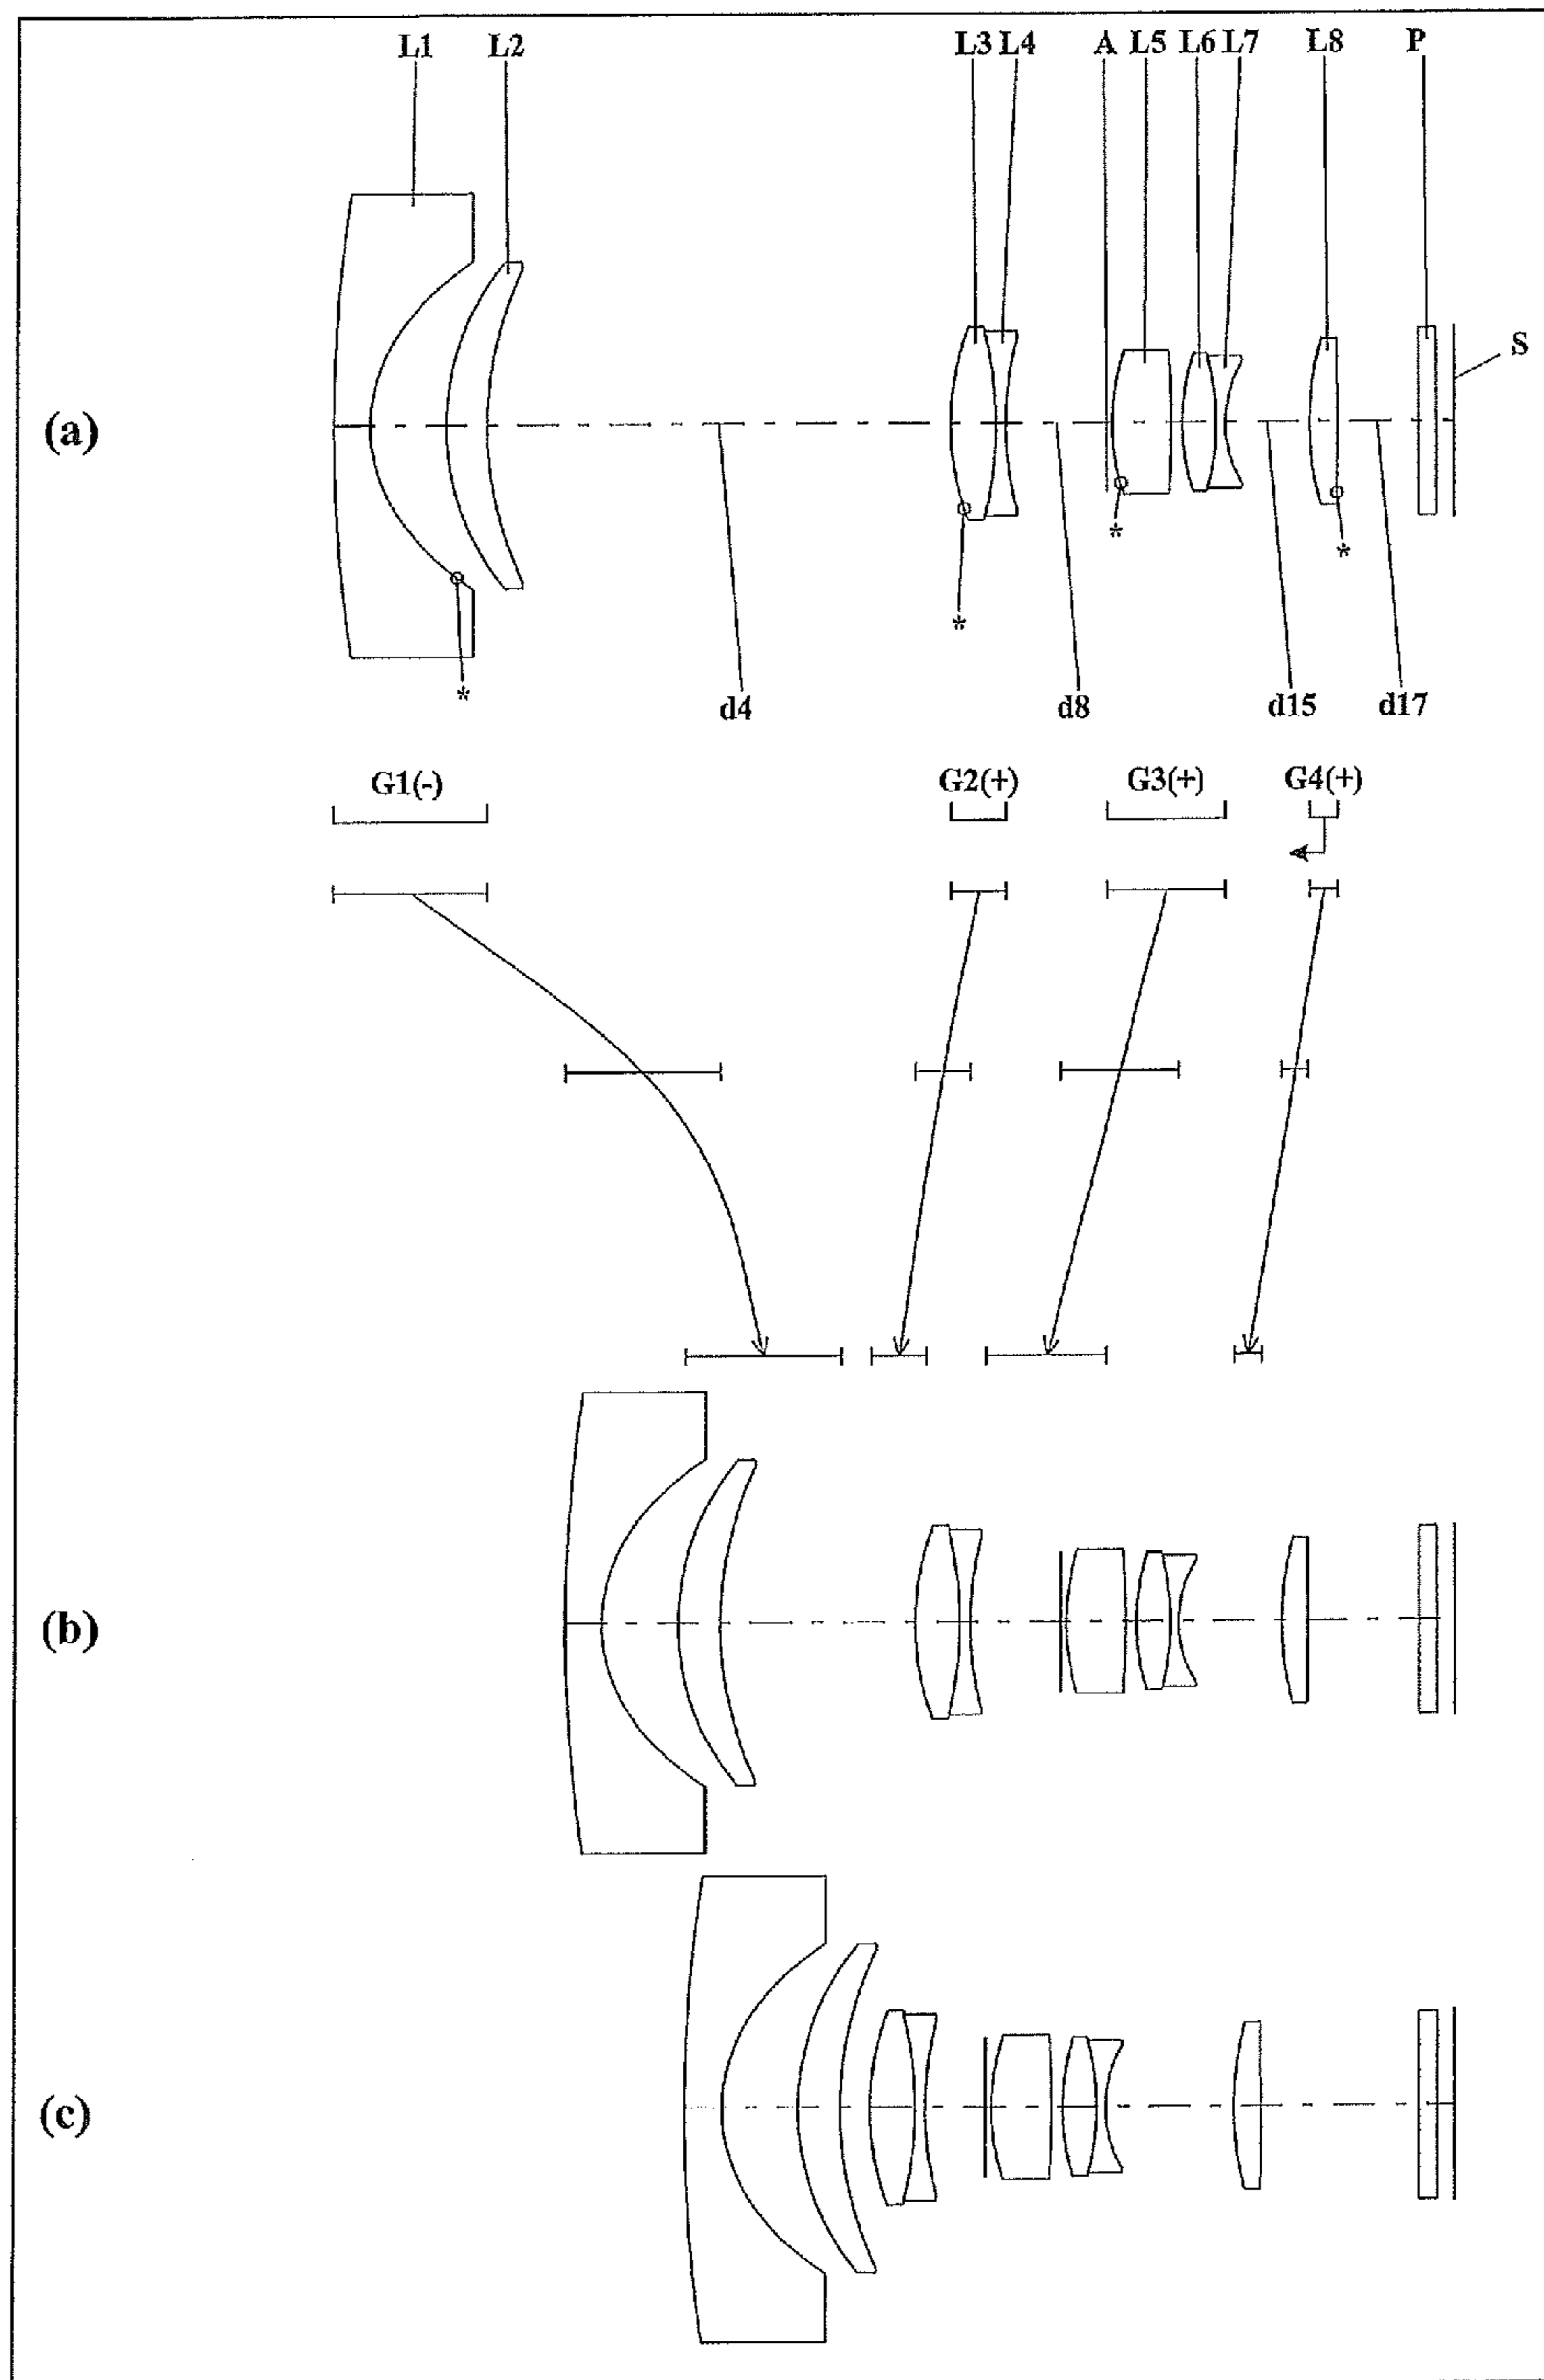 L1 L2 L3 L4 A L5 L6 L7 L8 P
S
(a)
* * * *
d4 d8 d15 d17
G1(-) G2(+) G3(+) G4(+)
(b)
(c)